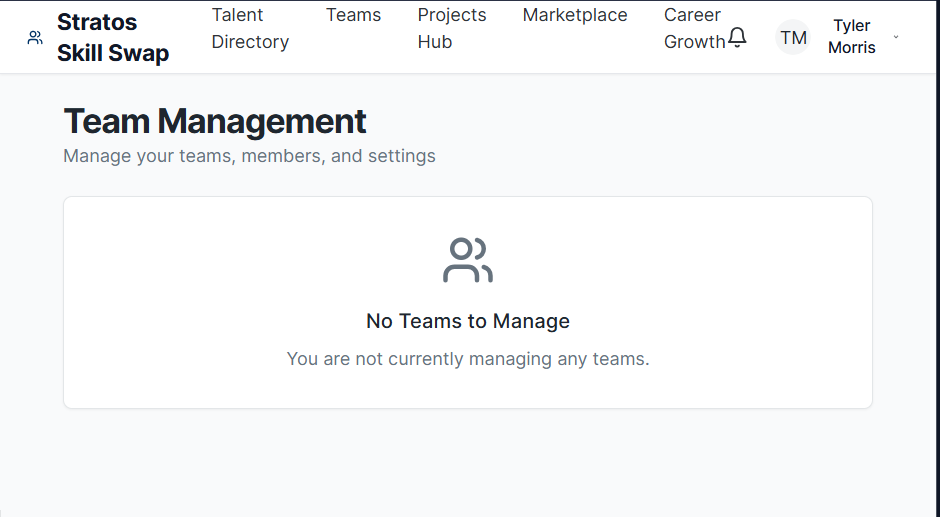 Stratos
Skill Swap
Talent
Directory
Teams
Projects
Hub
Marketplace
Career
Growth
TM
Tyler
Morris
Team Management
Manage your teams, members, and settings
No Teams to Manage
You are not currently managing any teams.